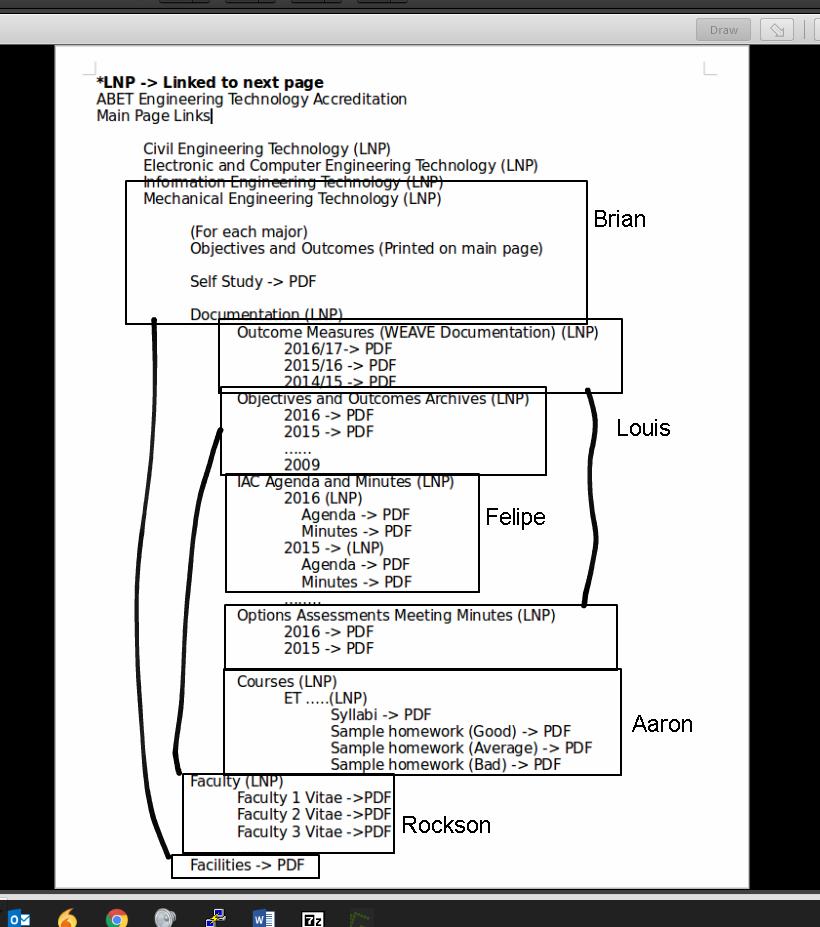 Draw
*LNP -> Linked to next page
ABET Engineering Technology Accreditation
Main Page Links
Civil Engineering Technology (LNP)
Electronic and Computer Engineering Technology (LNP)
Information Engineering Technology (LNP)
Mechanical Engineering Technology (LNP)
Brian
(For each major)
Objectives and Outcomes (Printed on main page)
Self Study -> PDF
Documentation (LNP)
Outcome Measures (WEAVE Documentation) (LNP)
2016/17-> PDF
2015/16 -> PDF
2014/15 -> PDF
Objectives and Outcomes Archives (LNP)
2016 -> PDF
Louis
2015 -> PDF
......
2009
IAC Agenda and Minutes (LNP)
2016 (LNP)
Agenda -> PDF
Felipe
Minutes -> PDF
2015 -> (LNP)
Agenda -> PDF
Minutes -> PDF
........
Options Assessments Meeting Minutes (LNP)
2016 -> PDF
2015 -> PDF
Courses (LNP)
ET .....(LNP)
Syllabi -> PDF
Aaron
Sample homework (Good) -> PDF
Sample homework (Average) -> PDF
Sample homework (Bad) -> PDF
Faculty (LNP)
Faculty 1 Vitae ->PDF
Faculty 2 Vitae ->PDF
Rockson
Faculty 3 Vitae ->PDF
Facilities -> PDF
7z